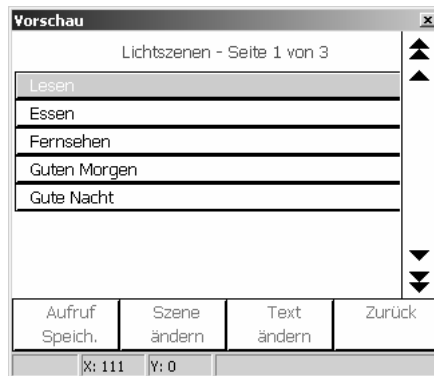 Vorschau
Lichtszenen - Seite 1 von 3
Lesen
Essen
Fernsehen
Guten Morgen
Gute Nacht
Aufruf Szene Text Zurück
Speich. ändern ändern
X: 111 Y: 0